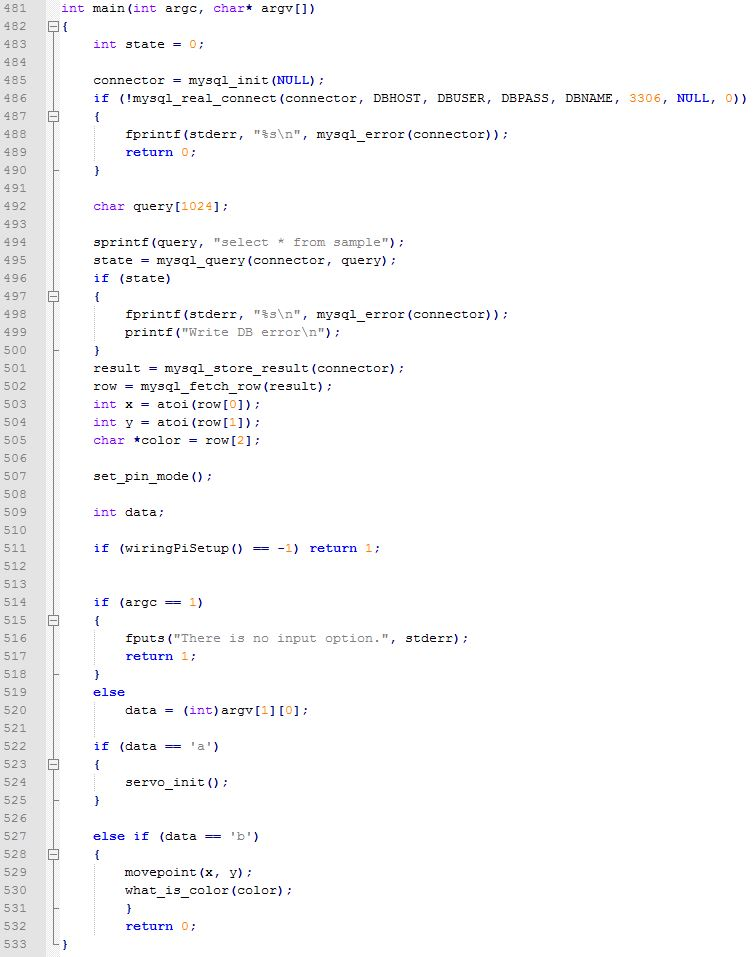 481 int main(int argc, char* argv[])
482 {
483     int state = 0;
484
485     connector = mysql_init(NULL);
486     if (!mysql_real_connect(connector, DBHOST, DBUSER, DBPASS, DBNAME, 3306, NULL, 0))
487     {
488         fprintf(stderr, "%s\n", mysql_error(connector));
489         return 0;
490     }
491
492     char query[1024];
493
494     sprintf(query, "select * from sample");
495     state = mysql_query(connector, query);
496     if (state)
497     {
498         fprintf(stderr, "%s\n", mysql_error(connector));
499         printf("Write DB error\n");
500     }
501     result = mysql_store_result(connector);
502     row = mysql_fetch_row(result);
503     int x = atoi(row[0]);
504     int y = atoi(row[1]);
505     char *color = row[2];
506
507     set_pin_mode();
508
509     int data;
510
511     if (wiringPiSetup() == -1) return 1;
512
513
514     if (argc == 1)
515     {
516         fputs("There is no input option.", stderr);
517         return 1;
518     }
519     else
520         data = (int)argv[1][0];
521
522     if (data == 'a')
523     {
524         servo_init();
525     }
526
527     else if (data == 'b')
528     {
529         movepoint(x, y);
530         what_is_color(color);
531         }
532         return 0;
533 }